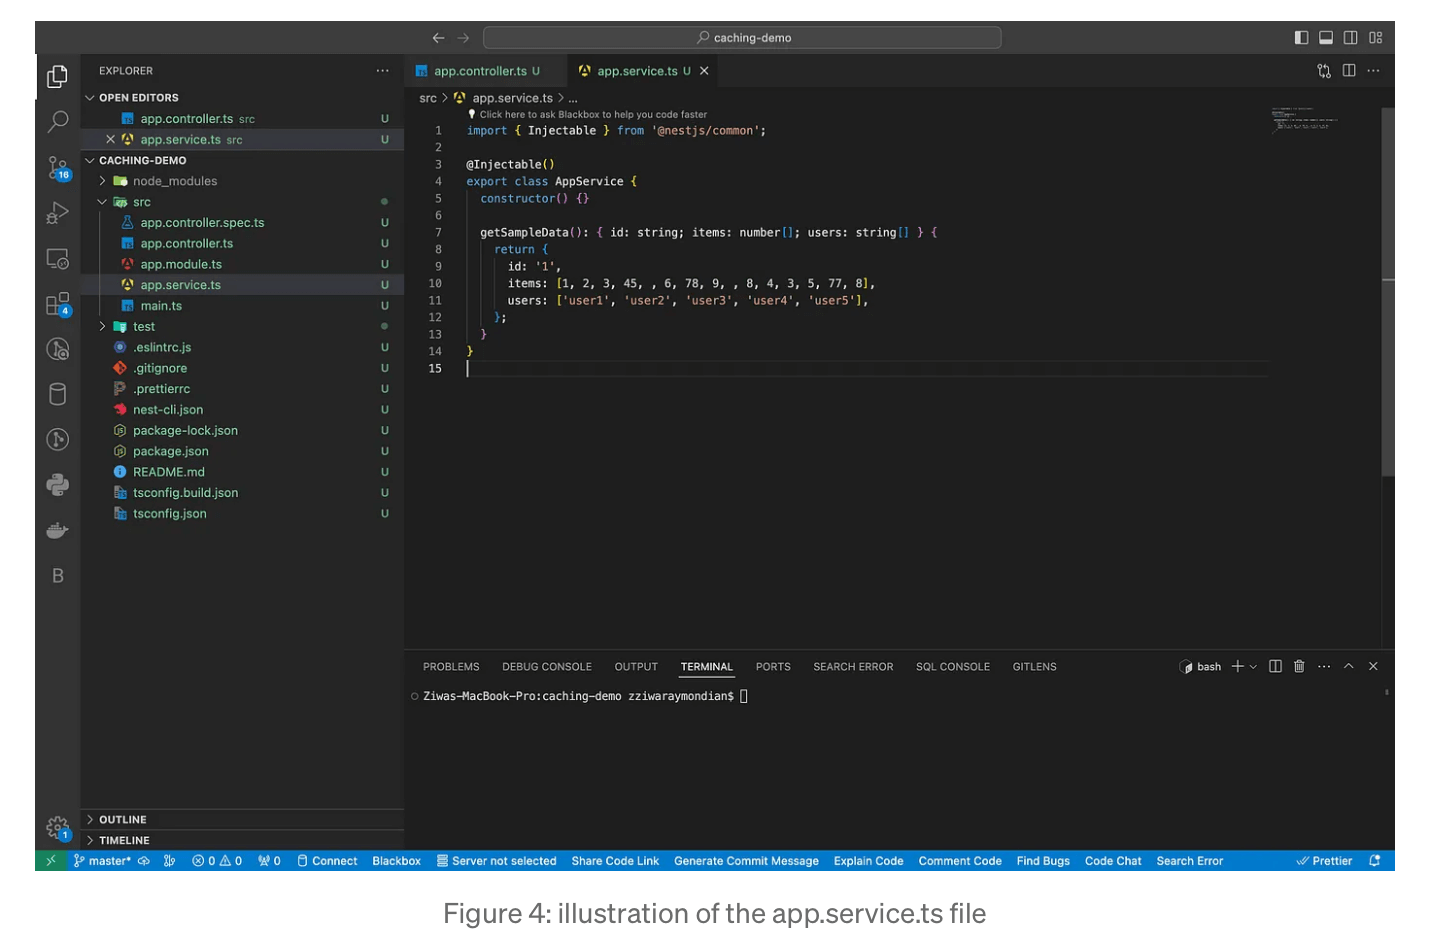 caching-demo
EXPLORER
OPEN EDITORS
app.controller.ts src U
app.service.ts src U
CACHING-DEMO
node_modules
src
app.controller.spec.ts U
app.controller.ts U
app.module.ts U
app.service.ts U
main.ts U
test
.eslintrc.js U
.gitignore U
.prettierrc U
nest-cli.json U
package-lock.json U
package.json U
README.md U
tsconfig.build.json U
tsconfig.json U
OUTLINE
TIMELINE
16
4
B
1
app.controller.ts U
app.service.ts U
src > app.service.ts > ...
Click here to ask Blackbox to help you code faster
1 import { Injectable } from '@nestjs/common';
2
3 @Injectable()
4 export class AppService {
5 constructor() {}
6
7 getSampleData(): { id: string; items: number[]; users: string[] } {
8 return {
9 id: '1',
10 items: [1, 2, 3, 45, , 6, 78, 9, , 8, 4, 3, 5, 77, 8],
11 users: ['user1', 'user2', 'user3', 'user4', 'user5'],
12 };
13 }
14 }
15
PROBLEMS DEBUG CONSOLE OUTPUT TERMINAL PORTS SEARCH ERROR SQL CONSOLE GITLENS
bash
Ziwas-MacBook-Pro:caching-demo zziwaraymondian$
master* 0 0 0 Connect Blackbox Server not selected Share Code Link Generate Commit Message Explain Code Comment Code Find Bugs Code Chat Search Error Prettier
Figure 4: illustration of the app.service.ts file